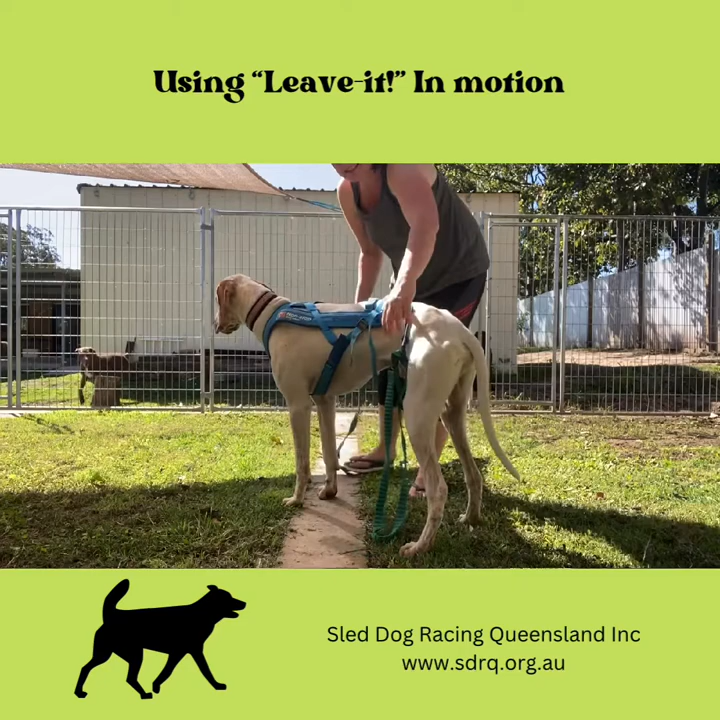 Using “Leave-it!” In motion
Sled Dog Racing Queensland Inc
www.sdrq.org.au